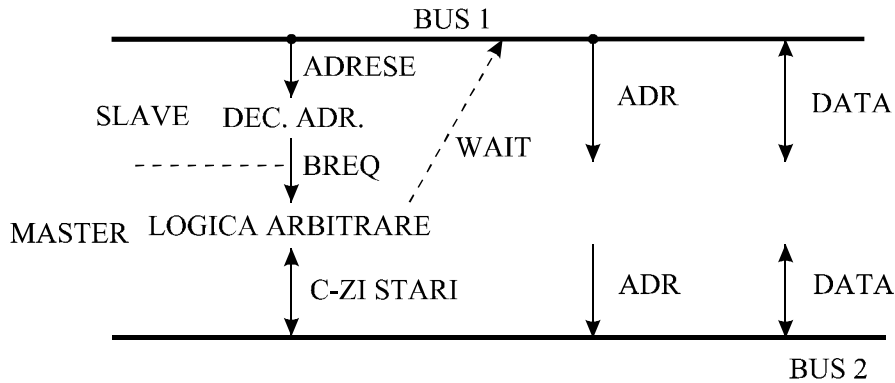 BUS 1
ADRESE
ADR
DATA
SLAVE DEC. ADR.
WAIT
BREQ
MASTER LOGICA ARBITRARE
C-ZI STARI
ADR
DATA
BUS 2